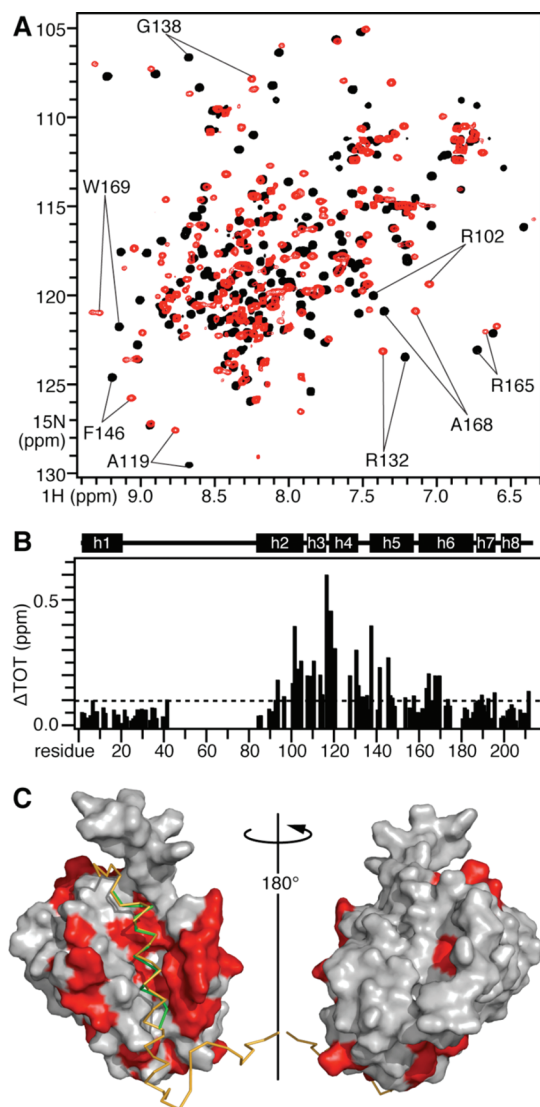 A
G138
105
110
W169
115
R102
120
125
15N
(ppm)
R165
F146
A168
A119
R132
130
1H (ppm)
9.0
8.5
8.0
7.5
7.0
6.5
B
h1
h2
h3
h4
h5
h6
h7
h8
ΔTOT (ppm)
0.5
0.0
residue
20
40
60
80
100
120
140
160
180
200
C
180°